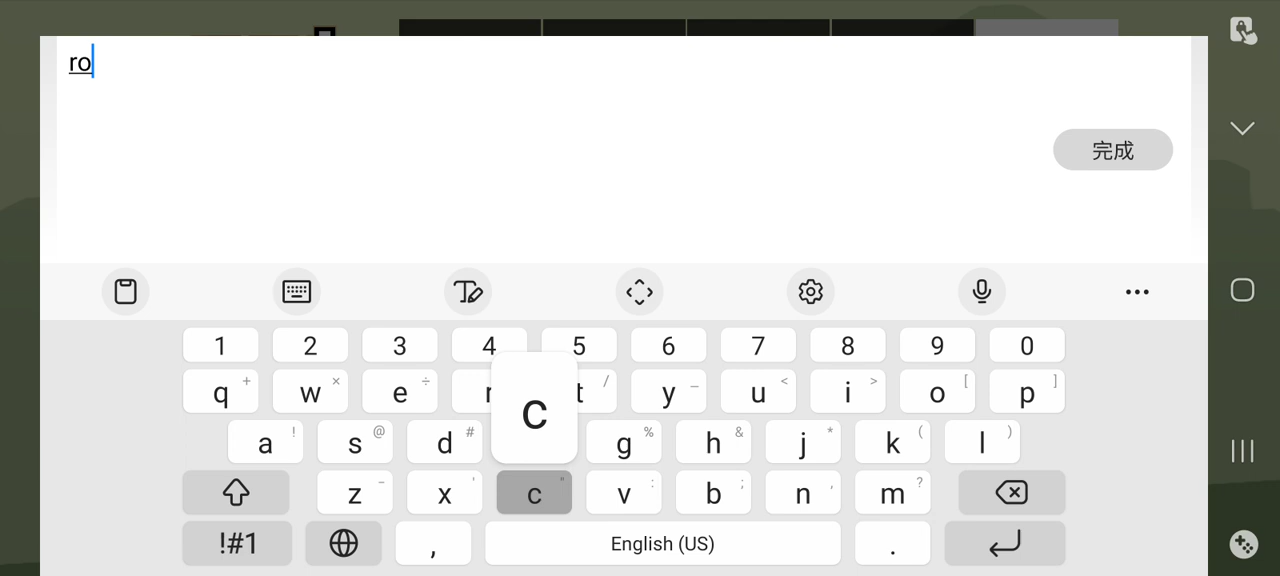 ro
完成
1 2 3 4 5 6 7 8 9 0
q + w × e ÷ r t / y _ u < i > o [ p ]
c
a ! s @ d # g % h & j * k ( l )
z - x ' c " v : b ; n , m ?
!#1 , English (US) .